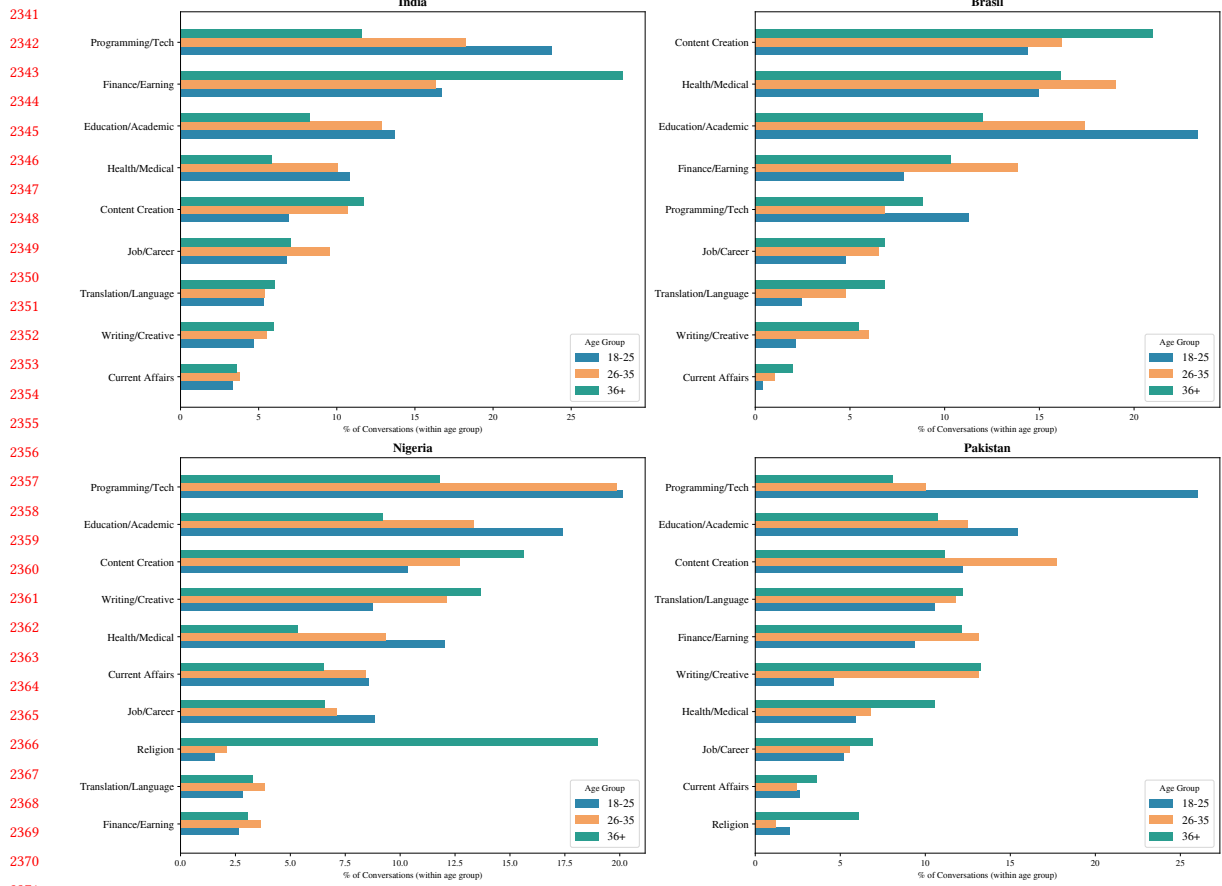 2341
2342
2343
2344
2345
2346
2347
2348
2349
2350
2351
2352
2353
2354
2355
2356
2357
2358
2359
2360
2361
2362
2363
2364
2365
2366
2367
2368
2369
2370
India
Programming/Tech
Finance/Earning
Education/Academic
Health/Medical
Content Creation
Job/Career
Translation/Language
Writing/Creative
Current Affairs
Age Group
18-25
26-35
36+
0 5 10 15 20 25
% of Conversations (within age group)
Brasil
Content Creation
Health/Medical
Education/Academic
Finance/Earning
Programming/Tech
Job/Career
Translation/Language
Writing/Creative
Current Affairs
Age Group
18-25
26-35
36+
0 5 10 15 20
% of Conversations (within age group)
Nigeria
Programming/Tech
Education/Academic
Content Creation
Writing/Creative
Health/Medical
Current Affairs
Job/Career
Religion
Translation/Language
Finance/Earning
Age Group
18-25
26-35
36+
0.0 2.5 5.0 7.5 10.0 12.5 15.0 17.5 20.0
% of Conversations (within age group)
Pakistan
Programming/Tech
Education/Academic
Content Creation
Translation/Language
Finance/Earning
Writing/Creative
Health/Medical
Job/Career
Current Affairs
Religion
Age Group
18-25
26-35
36+
0 5 10 15 20 25
% of Conversations (within age group)